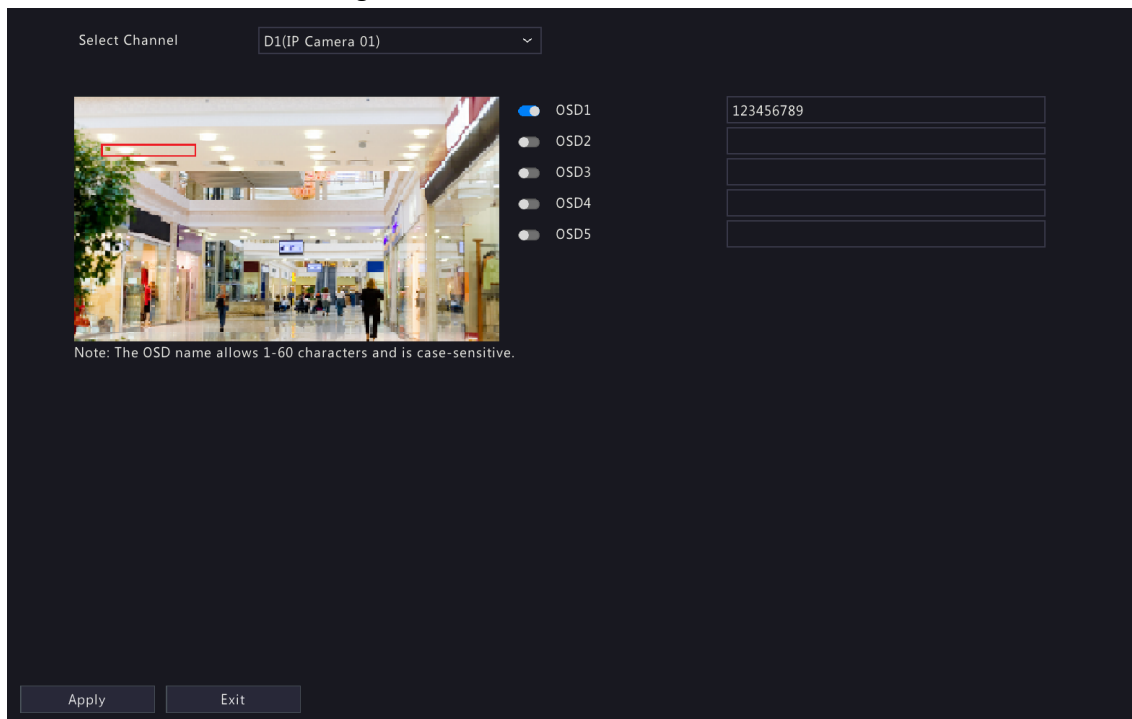 Select Channel D1(IP Camera 01)
OSD1 123456789
OSD2
OSD3
OSD4
OSD5
Note: The OSD name allows 1-60 characters and is case-sensitive.
Apply Exit